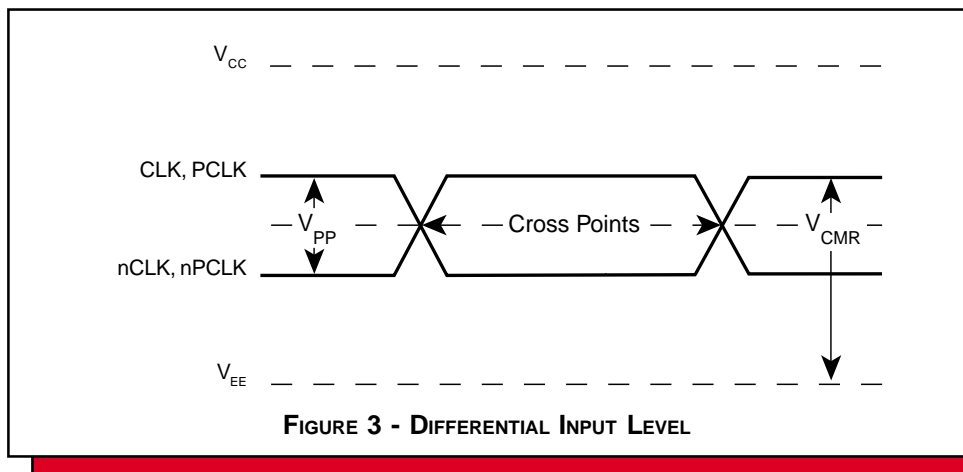 VCC
CLK, PCLK
VPP
Cross Points
VCMR
nCLK, nPCLK
VEE
FIGURE 3 - DIFFERENTIAL INPUT LEVEL